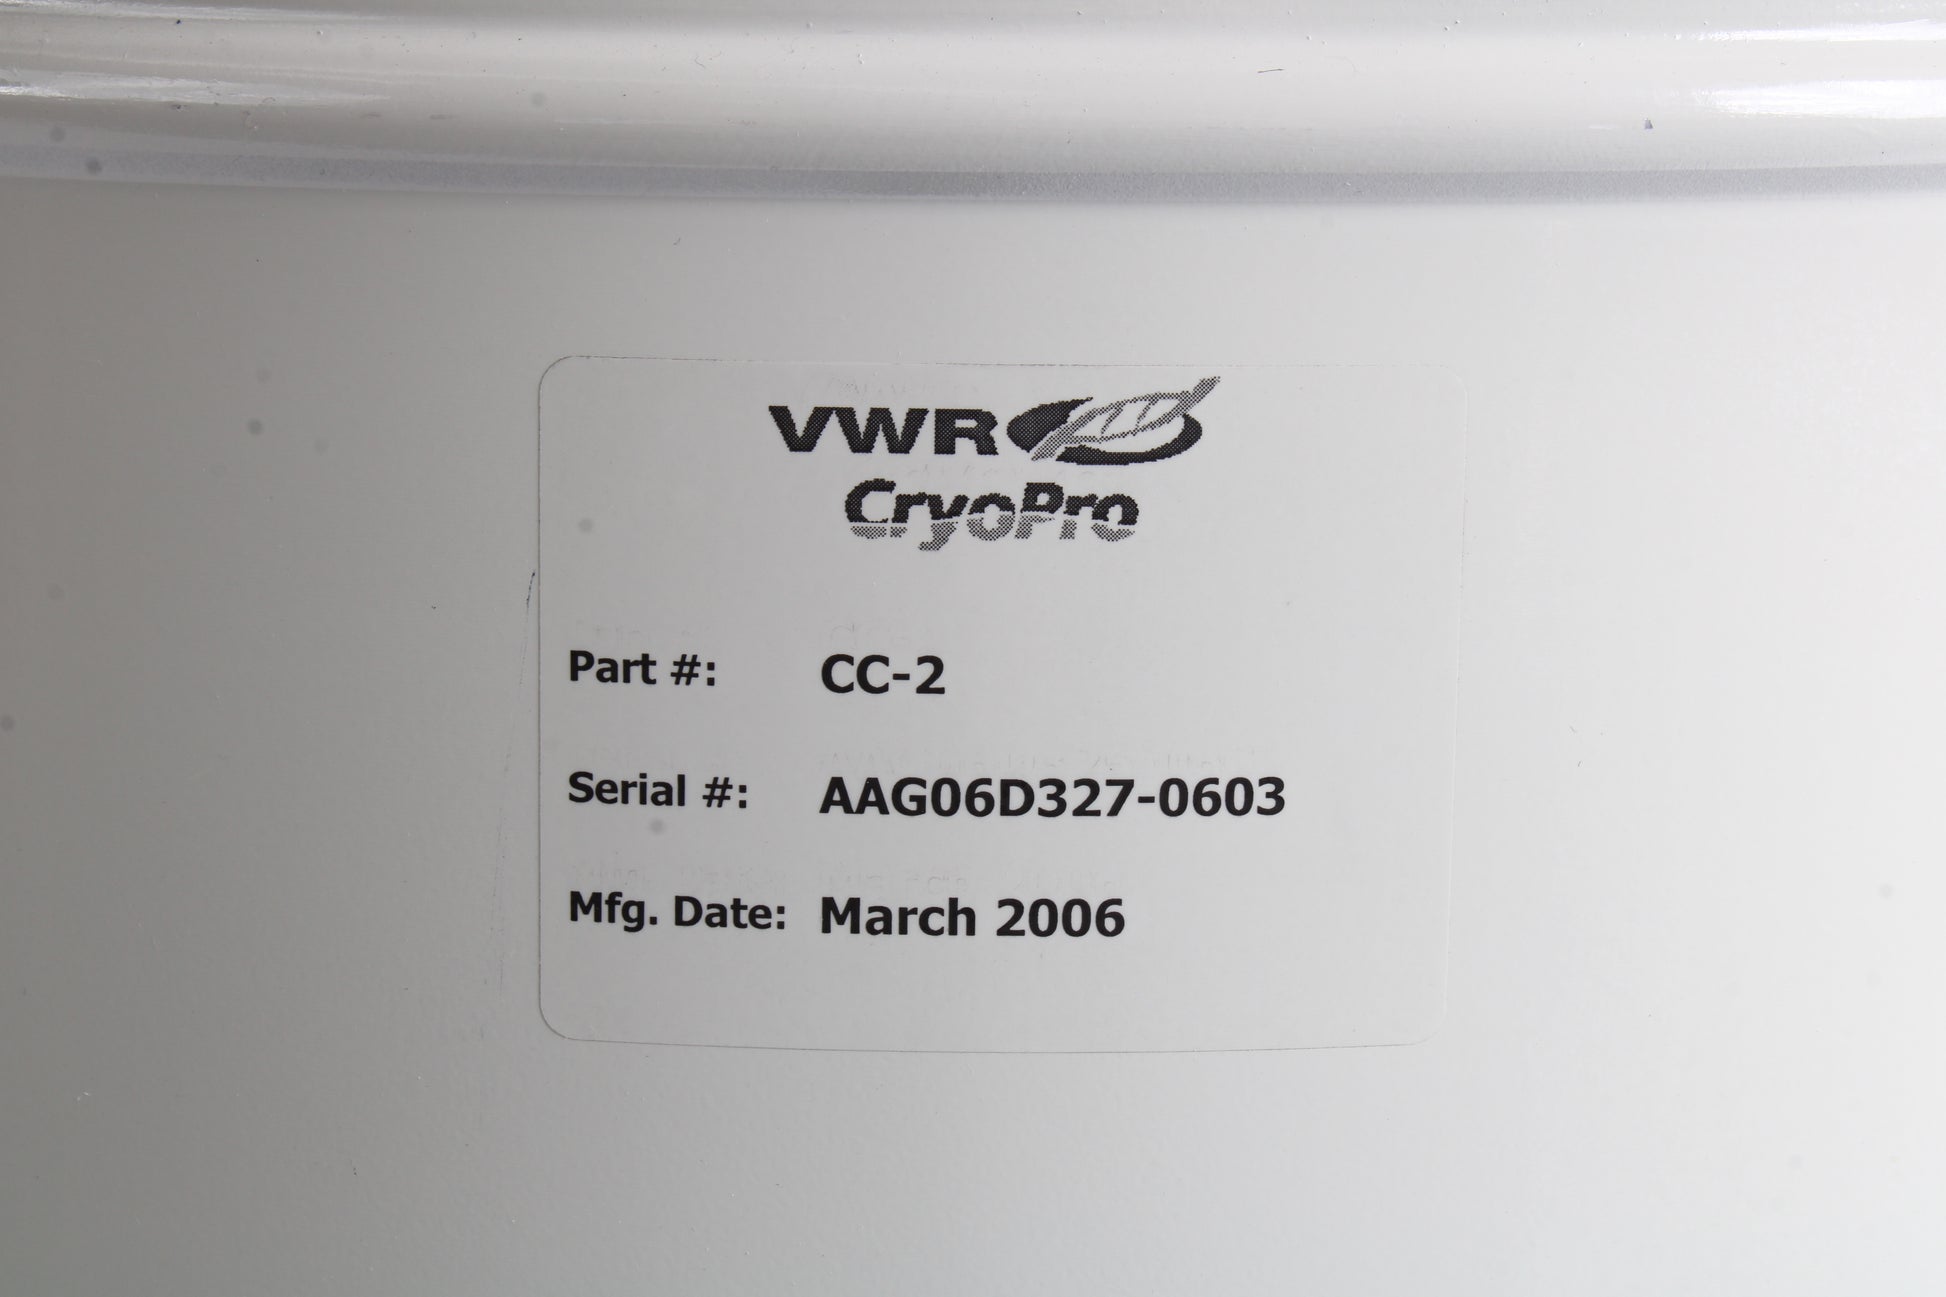 VWR
CryoPro
Part #: CC-2
Serial #: AAG06D327-0603
Mfg. Date: March 2006